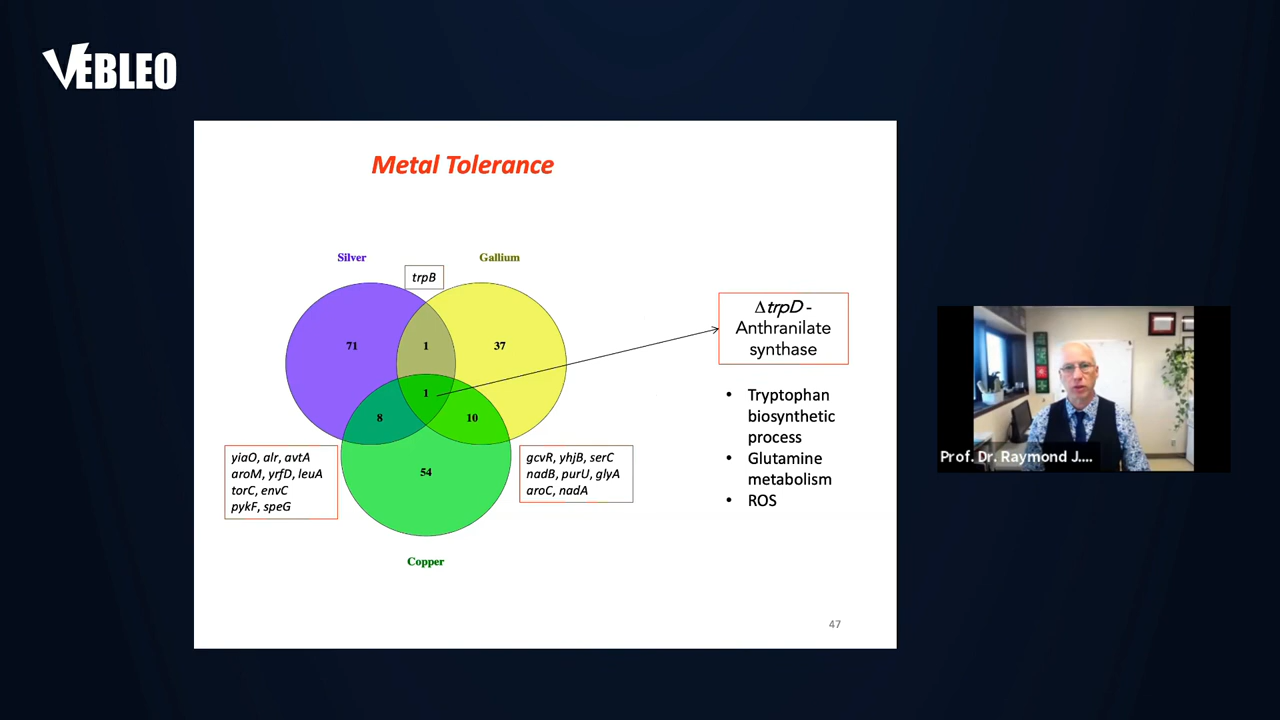 VEBLEO
Metal Tolerance
Silver
Gallium
trpB
71
1
37
1
8
10
54
Copper
yiaO, alr, avtA
aroM, yrfD, leuA
torC, envC
pykF, speG
gcvR, yhjB, serC
nadB, purU, glyA
aroC, nadA
ΔtrpD -
Anthranilate
synthase
• Tryptophan
biosynthetic
process
• Glutamine
metabolism
• ROS
47
Prof. Dr. Raymond J....